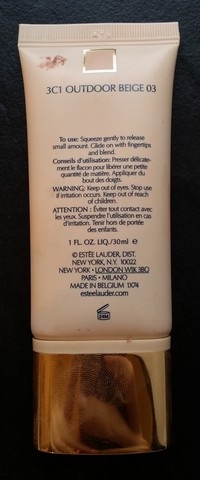 3C1 OUTDOOR BEIGE 03
To use: Squeeze gently to release
small amount. Glide on with fingertips
and blend.
Conseils d'utilisation: Presser délicate-
ment le flacon pour libérer une petite
quantité de matière. Appliquer du
bout des doigts.
WARNING: Keep out of eyes. Stop use
if irritation occurs. Keep out of reach
of children.
ATTENTION : Éviter tout contact avec
les yeux. Suspendre l'utilisation en cas
d'irritation. Tenir hors de portée
des enfants.
1 FL. OZ. LIQ./30ml ℮
© ESTĒE LAUDER, DIST.
NEW YORK, N.Y. 10022
NEW YORK • LONDON W1K 3BQ
PARIS • MILANO
MADE IN BELGIUM 1K74
esteelauder.com
24M